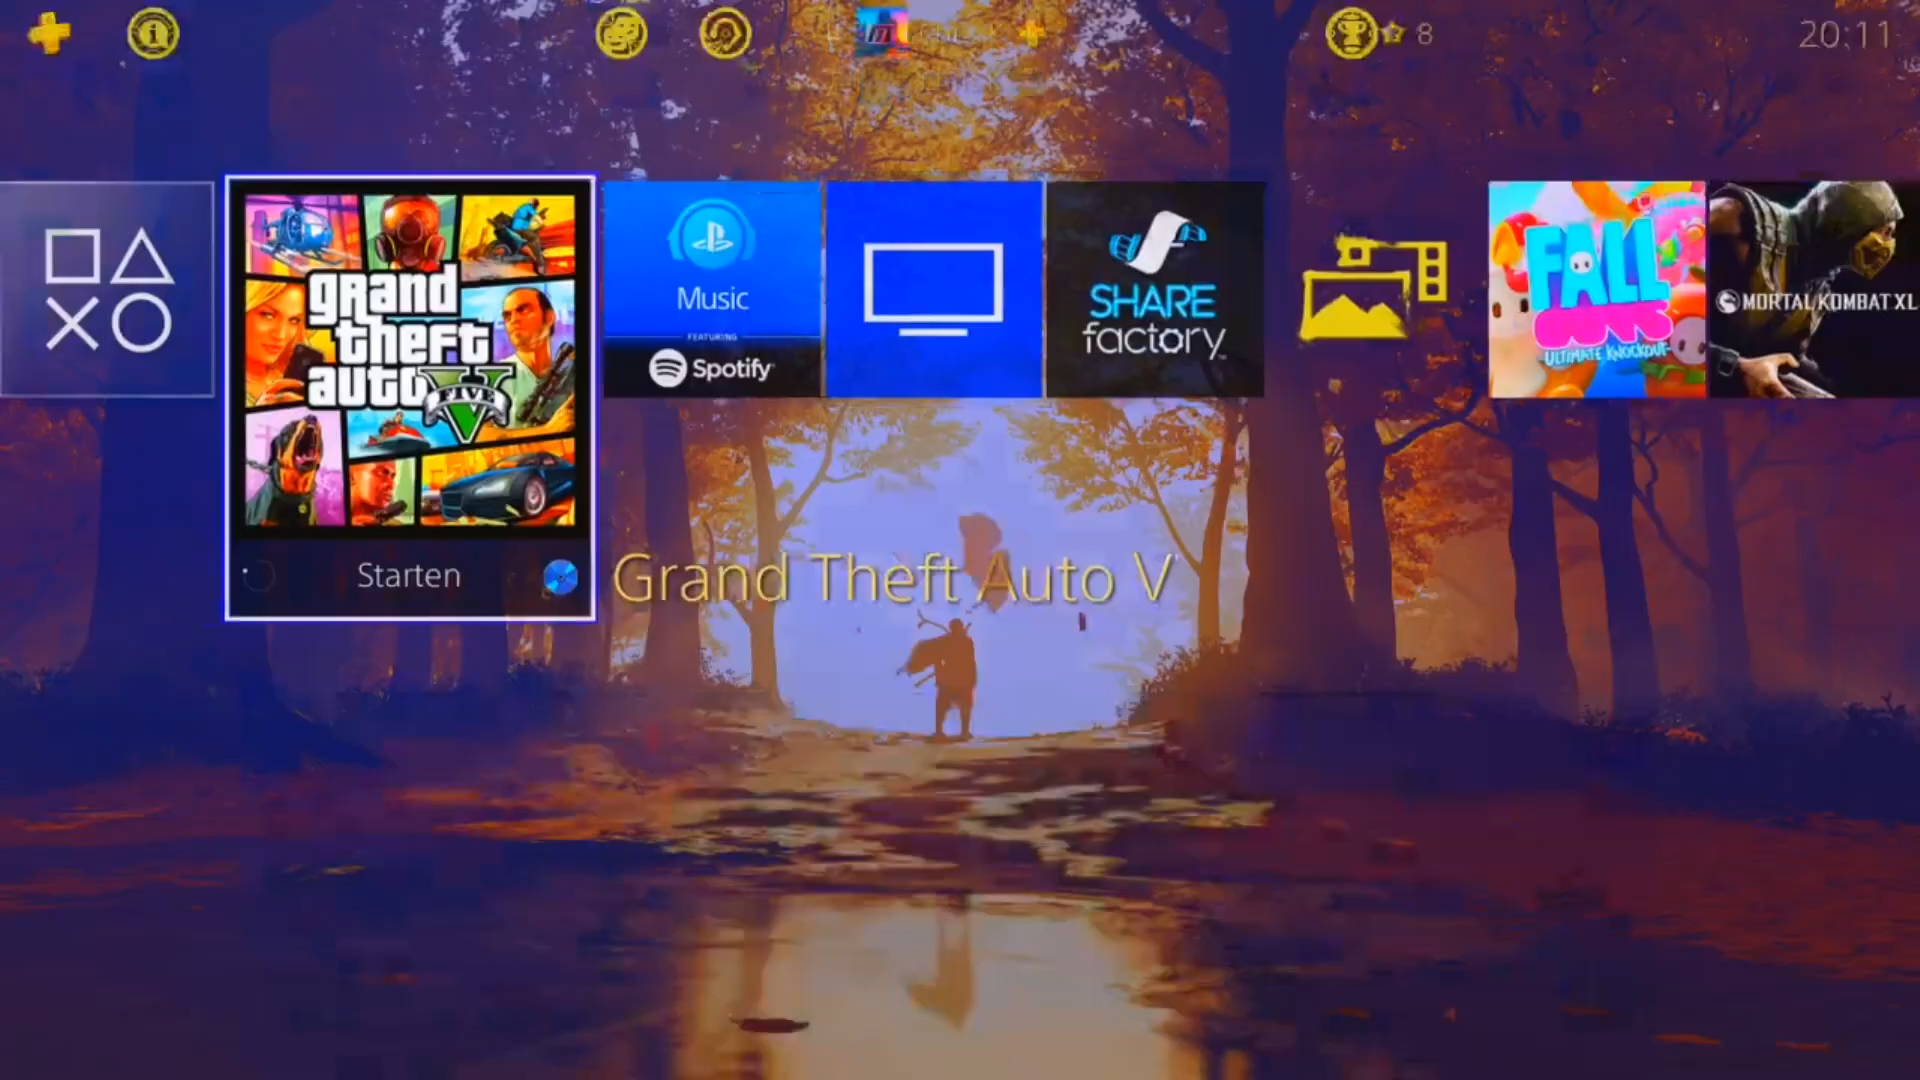 8
20:11
grand
theft
auto
FIVE
Music
FEATURING
Spotify
SHARE
factory
FALL
GUYS
ULTIMATE KNOCKOUT
MORTAL KOMBAT XL
Starten
Grand Theft Auto V